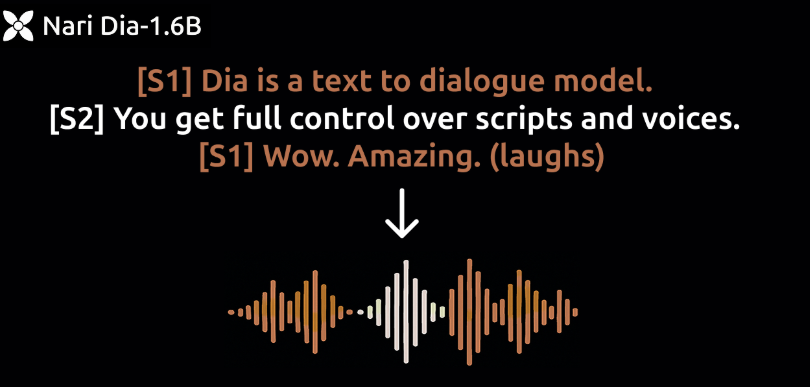 Nari Dia-1.6B
[S1] Dia is a text to dialogue model.
[S2] You get full control over scripts and voices.
[S1] Wow. Amazing. (laughs)